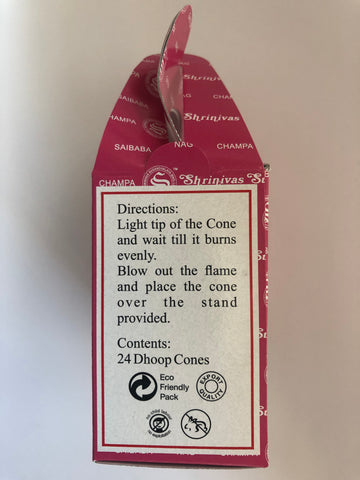 Shrinivas
SAIBABA
NAG
CHAMPA
CHAMPA
S
™
Shrinivas Su
Directions:
Light tip of the Cone
and wait till it burns
evenly.
Blow out the flame
and place the cone
over the stand
provided.
Contents:
24 Dhoop Cones
Eco
Friendly
Pack
EXPORT
QUALITY